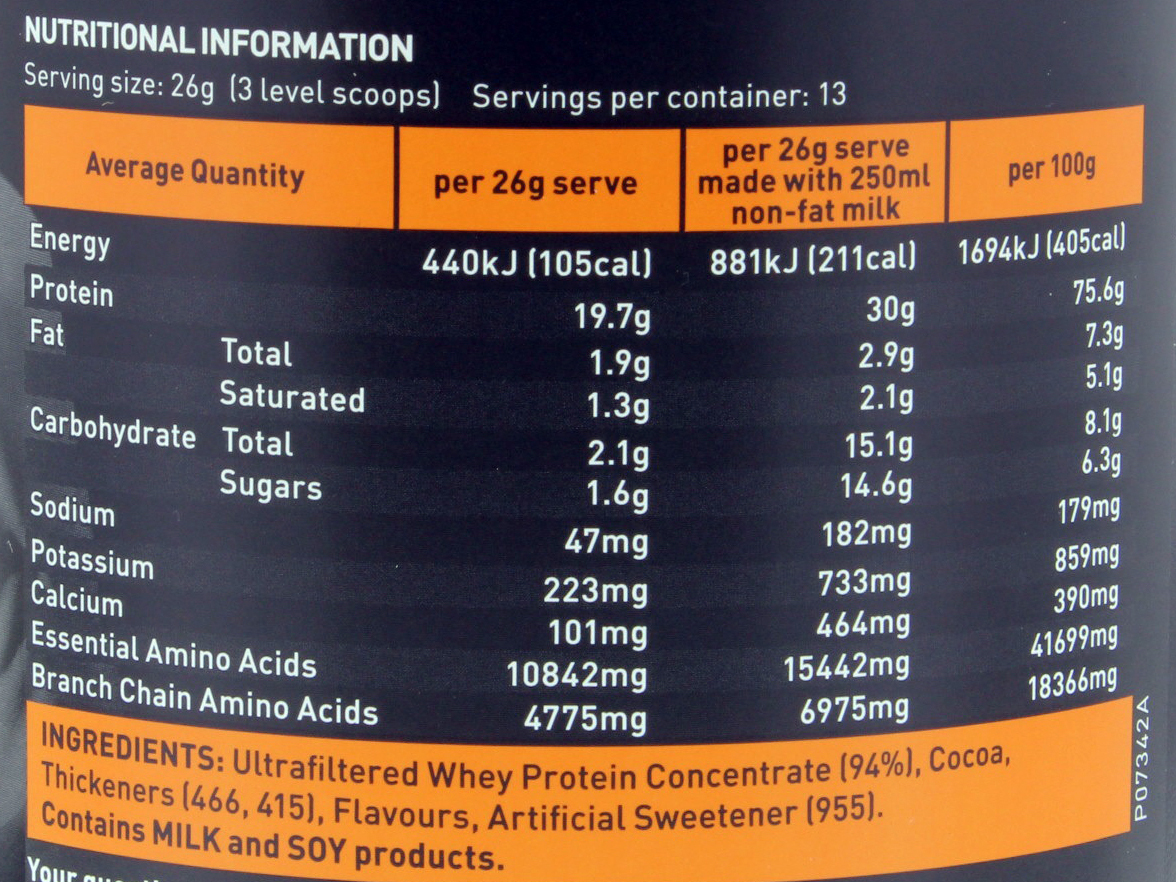 NUTRITIONAL INFORMATION
Serving size: 26g (3 level scoops) Servings per container: 13
Average Quantity per 26g serve per 26g serve made with 250ml non-fat milk per 100g
Energy 440kJ (105cal) 881kJ (211cal) 1694kJ (405cal)
Protein 19.7g 30g 75.6g
Fat Total 1.9g 2.9g 7.3g
Saturated 1.3g 2.1g 5.1g
Carbohydrate Total 2.1g 15.1g 8.1g
Sugars 1.6g 14.6g 6.3g
Sodium 47mg 182mg 179mg
Potassium 223mg 733mg 859mg
Calcium 101mg 464mg 390mg
Essential Amino Acids 10842mg 15442mg 41699mg
Branch Chain Amino Acids 4775mg 6975mg 18366mg
INGREDIENTS: Ultrafiltered Whey Protein Concentrate (94%), Cocoa,
Thickeners (466, 415), Flavours, Artificial Sweetener (955).
Contains MILK and SOY products.
P07342A
Your